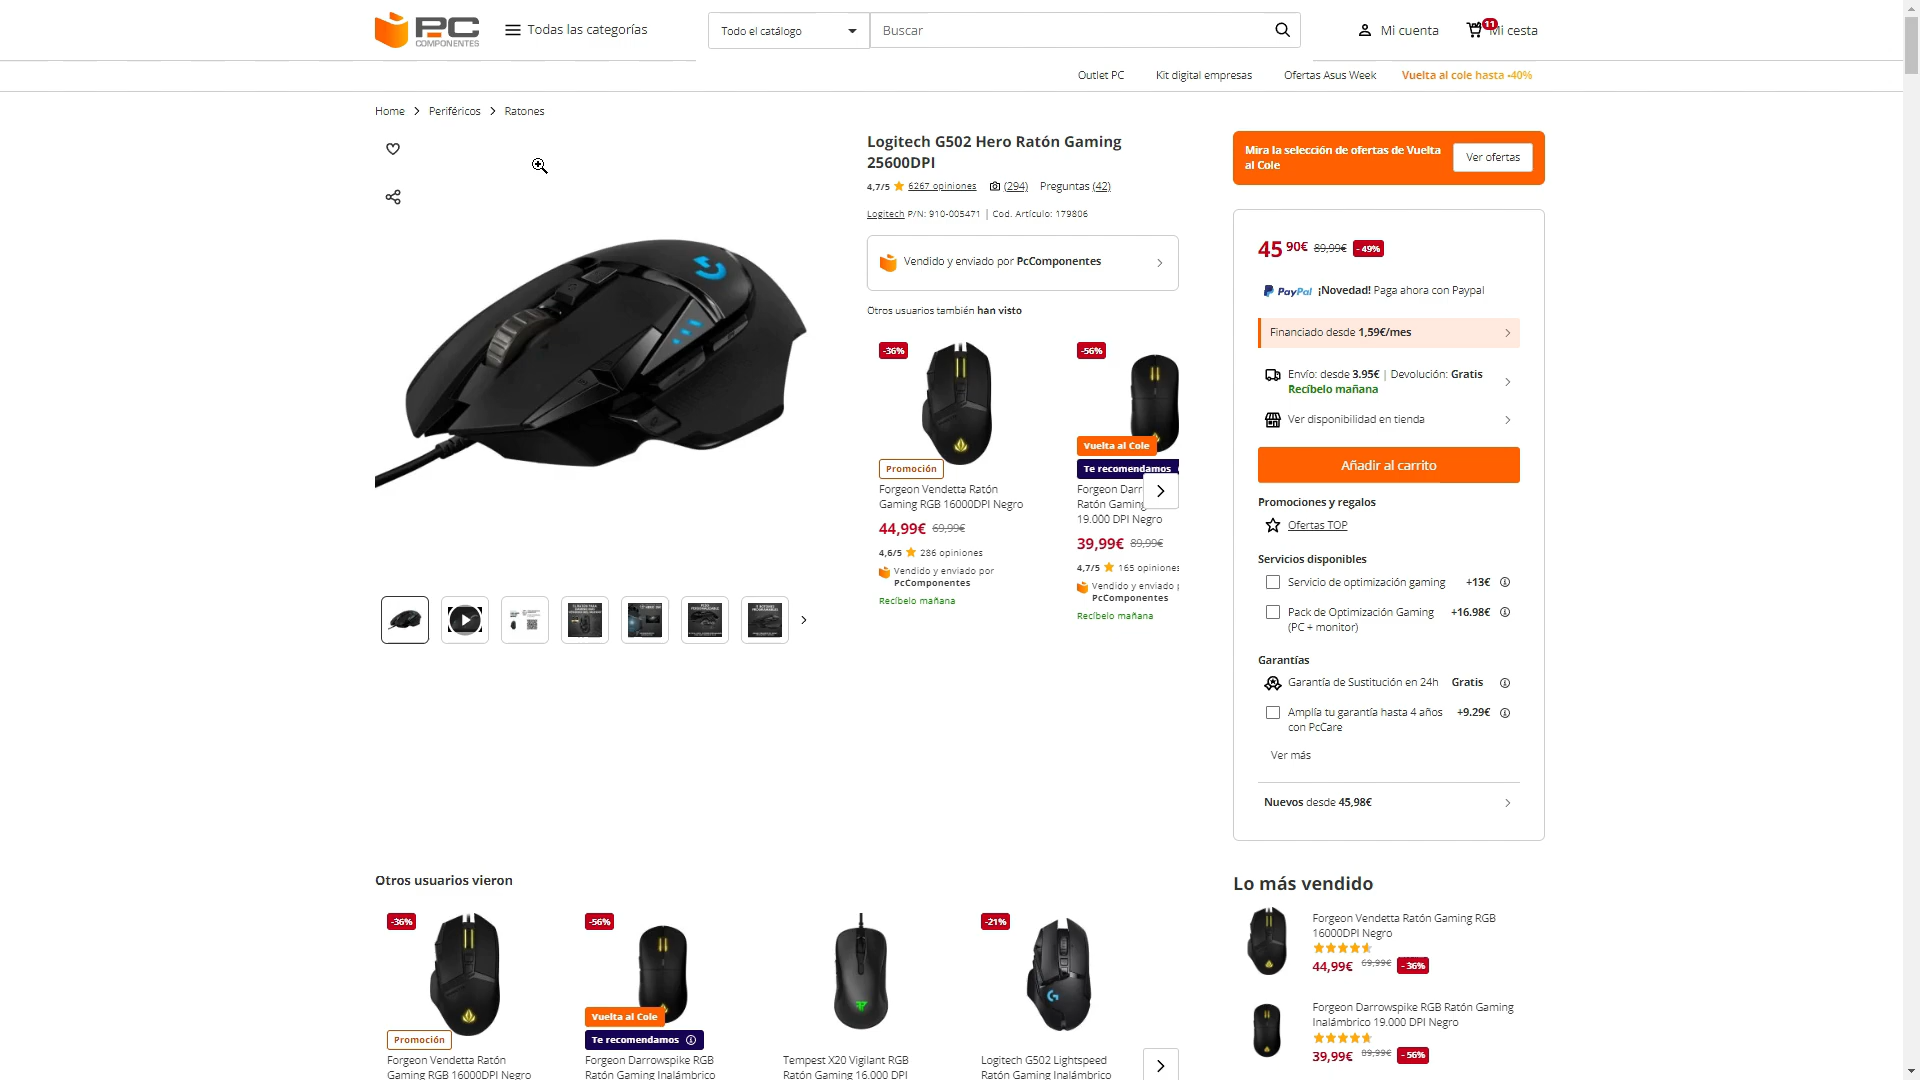 PC
COMPONENTES
Todas las categorías
Todo el catálogo
Buscar
Mi cuenta
11
Mi cesta
Outlet PC
Kit digital empresas
Ofertas Asus Week
Vuelta al cole hasta -40%
Home > Periféricos > Ratones
Logitech G502 Hero Ratón Gaming
25600DPI
4,7/5 6267 opiniones (294) Preguntas (42)
Logitech P/N: 910-005471 | Cod. Artículo: 179806
Vendido y enviado por PcComponentes
Otros usuarios también han visto
-36%
Promoción
Forgeon Vendetta Ratón
Gaming RGB 16000DPI Negro
44,99€ 69,99€
4,6/5 286 opiniones
Vendido y enviado por
PcComponentes
Recíbelo mañana
-56%
Vuelta al Cole
Te recomendamos
Forgeon Darr
Ratón Gaming
19.000 DPI Negro
39,99€ 89,99€
4,7/5 165 opiniones
Vendido y enviado p
PcComponentes
Recíbelo mañana
Mira la selección de ofertas de Vuelta
al Cole
Ver ofertas
45 90€ 89,99€ -49%
PayPal ¡Novedad! Paga ahora con Paypal
Financiado desde 1,59€/mes
Envío: desde 3.95€ | Devolución: Gratis
Recíbelo mañana
Ver disponibilidad en tienda
Añadir al carrito
Promociones y regalos
Ofertas TOP
Servicios disponibles
Servicio de optimización gaming +13€
Pack de Optimización Gaming +16.98€
(PC + monitor)
Garantías
Garantía de Sustitución en 24h Gratis
Amplía tu garantía hasta 4 años +9.29€
con PcCare
Ver más
Nuevos desde 45,98€
Otros usuarios vieron
-36%
Promoción
Forgeon Vendetta Ratón
Gaming RGB 16000DPI Negro
-56%
Vuelta al Cole
Te recomendamos
Forgeon Darrowspike RGB
Ratón Gaming Inalámbrico
Tempest X20 Vigilant RGB
Ratón Gaming 16.000 DPI
-21%
Logitech G502 Lightspeed
Ratón Gaming Inalámbrico
Lo más vendido
Forgeon Vendetta Ratón Gaming RGB
16000DPI Negro
44,99€ 69,99€ -36%
Forgeon Darrowspike RGB Ratón Gaming
Inalámbrico 19.000 DPI Negro
39,99€ 89,99€ -56%